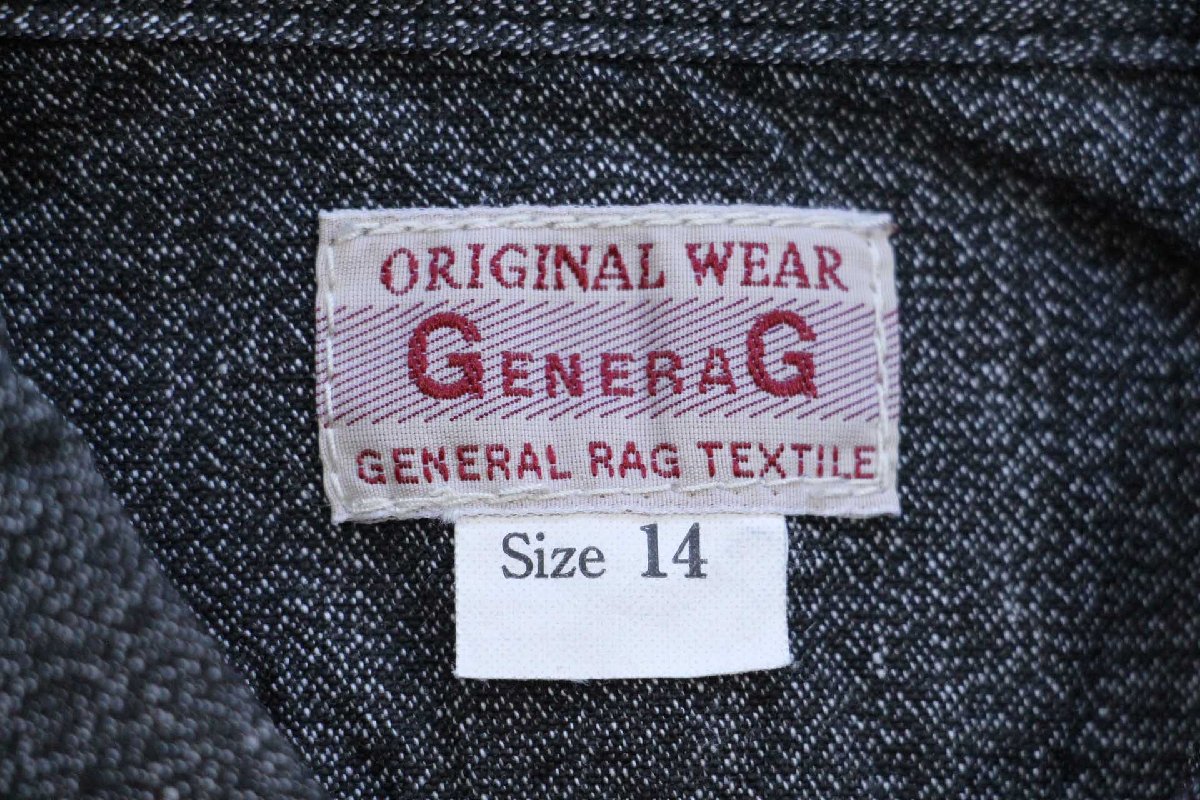 ORIGINAL WEAR
GENERAG
GENERAL RAG TEXTILE
Size 14